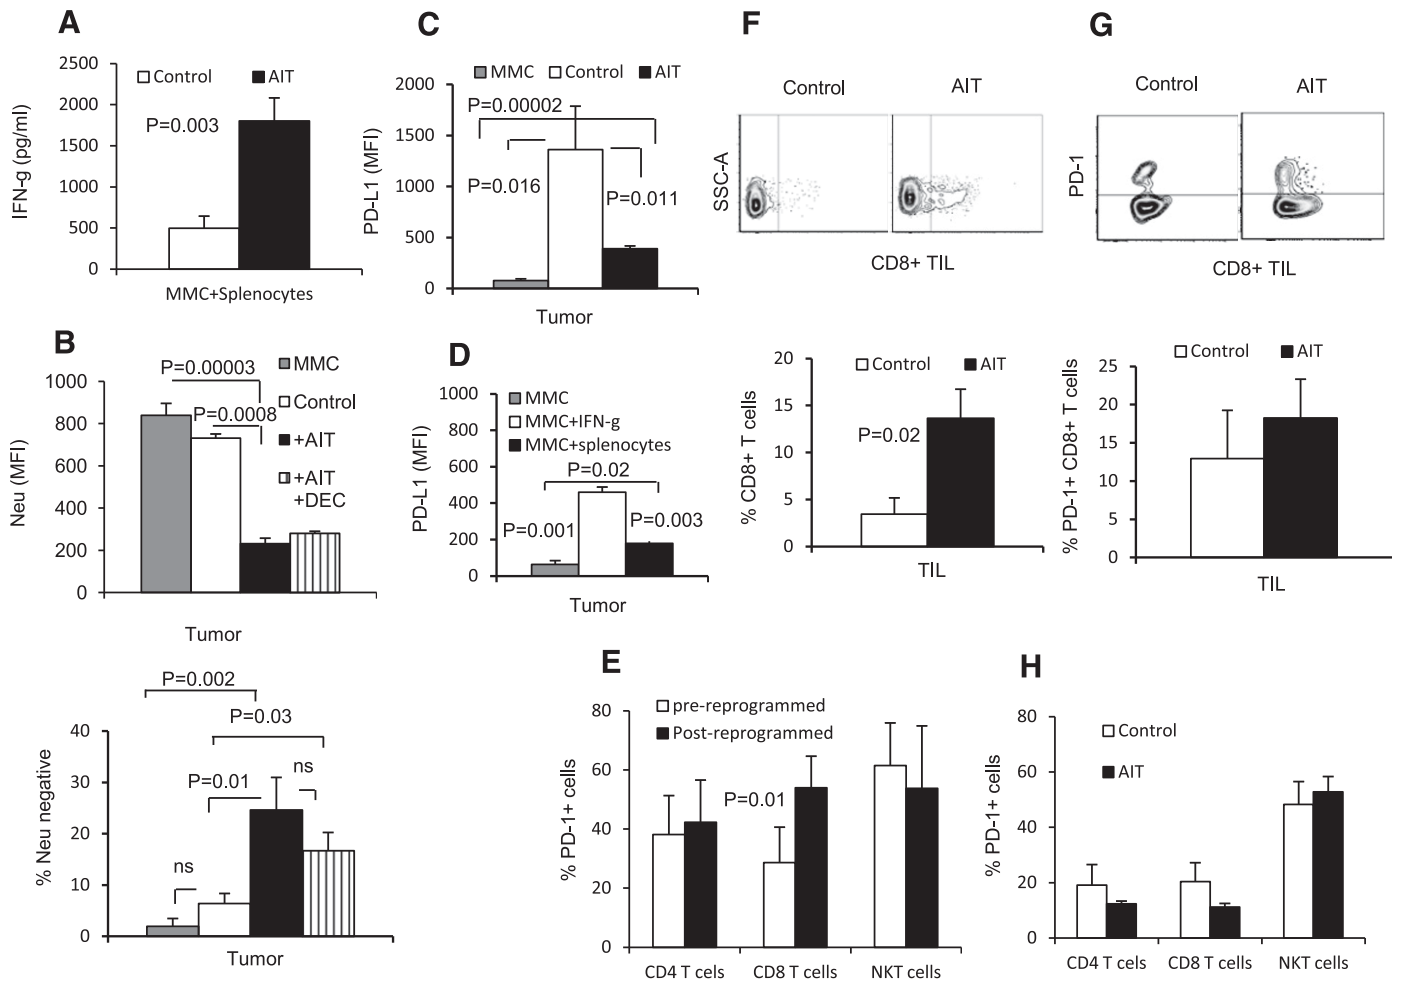 A
2500
2000
1500
1000
500
0
IFN-g (pg/ml)
Control
AIT
P=0.003
MMC+Splenocytes
B
1000
800
600
400
200
0
Neu (MFI)
P=0.00003
P=0.0008
MMC
Control
+AIT
+AIT
+DEC
Tumor
P=0.002
P=0.03
P=0.01
ns
ns
40
30
20
10
0
% Neu negative
Tumor
C
MMC
Control
AIT
2000
1500
1000
500
0
PD-L1 (MFI)
P=0.00002
P=0.016
P=0.011
Tumor
D
1000
800
600
400
200
0
PD-L1 (MFI)
MMC
MMC+IFN-g
MMC+splenocytes
P=0.02
P=0.001
P=0.003
Tumor
E
80
60
40
20
0
% PD-1+ cells
pre-reprogrammed
Post-reprogrammed
P=0.01
CD4 T cels
CD8 T cells
NKT cells
F
Control
AIT
SSC-A
CD8+ TIL
20
15
10
5
0
% CD8+ T cells
Control
AIT
P=0.02
TIL
G
Control
AIT
PD-1
CD8+ TIL
Control
AIT
25
20
15
10
5
0
% PD-1+ CD8+ T cells
TIL
H
80
60
40
20
0
% PD-1+ cells
Control
AIT
CD4 T cels
CD8 T cells
NKT cells